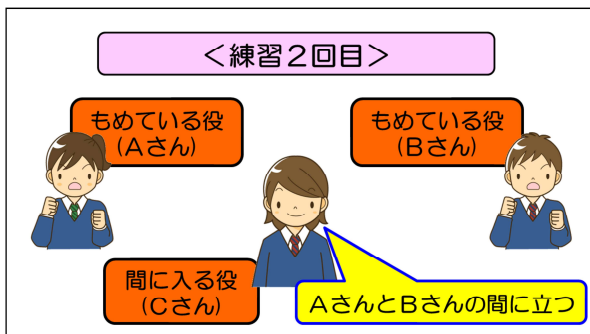 ＜練習２回目＞
もめている役
(Aさん)
もめている役
(Bさん)
間に入る役
(Cさん)
AさんとBさんの間に立つ